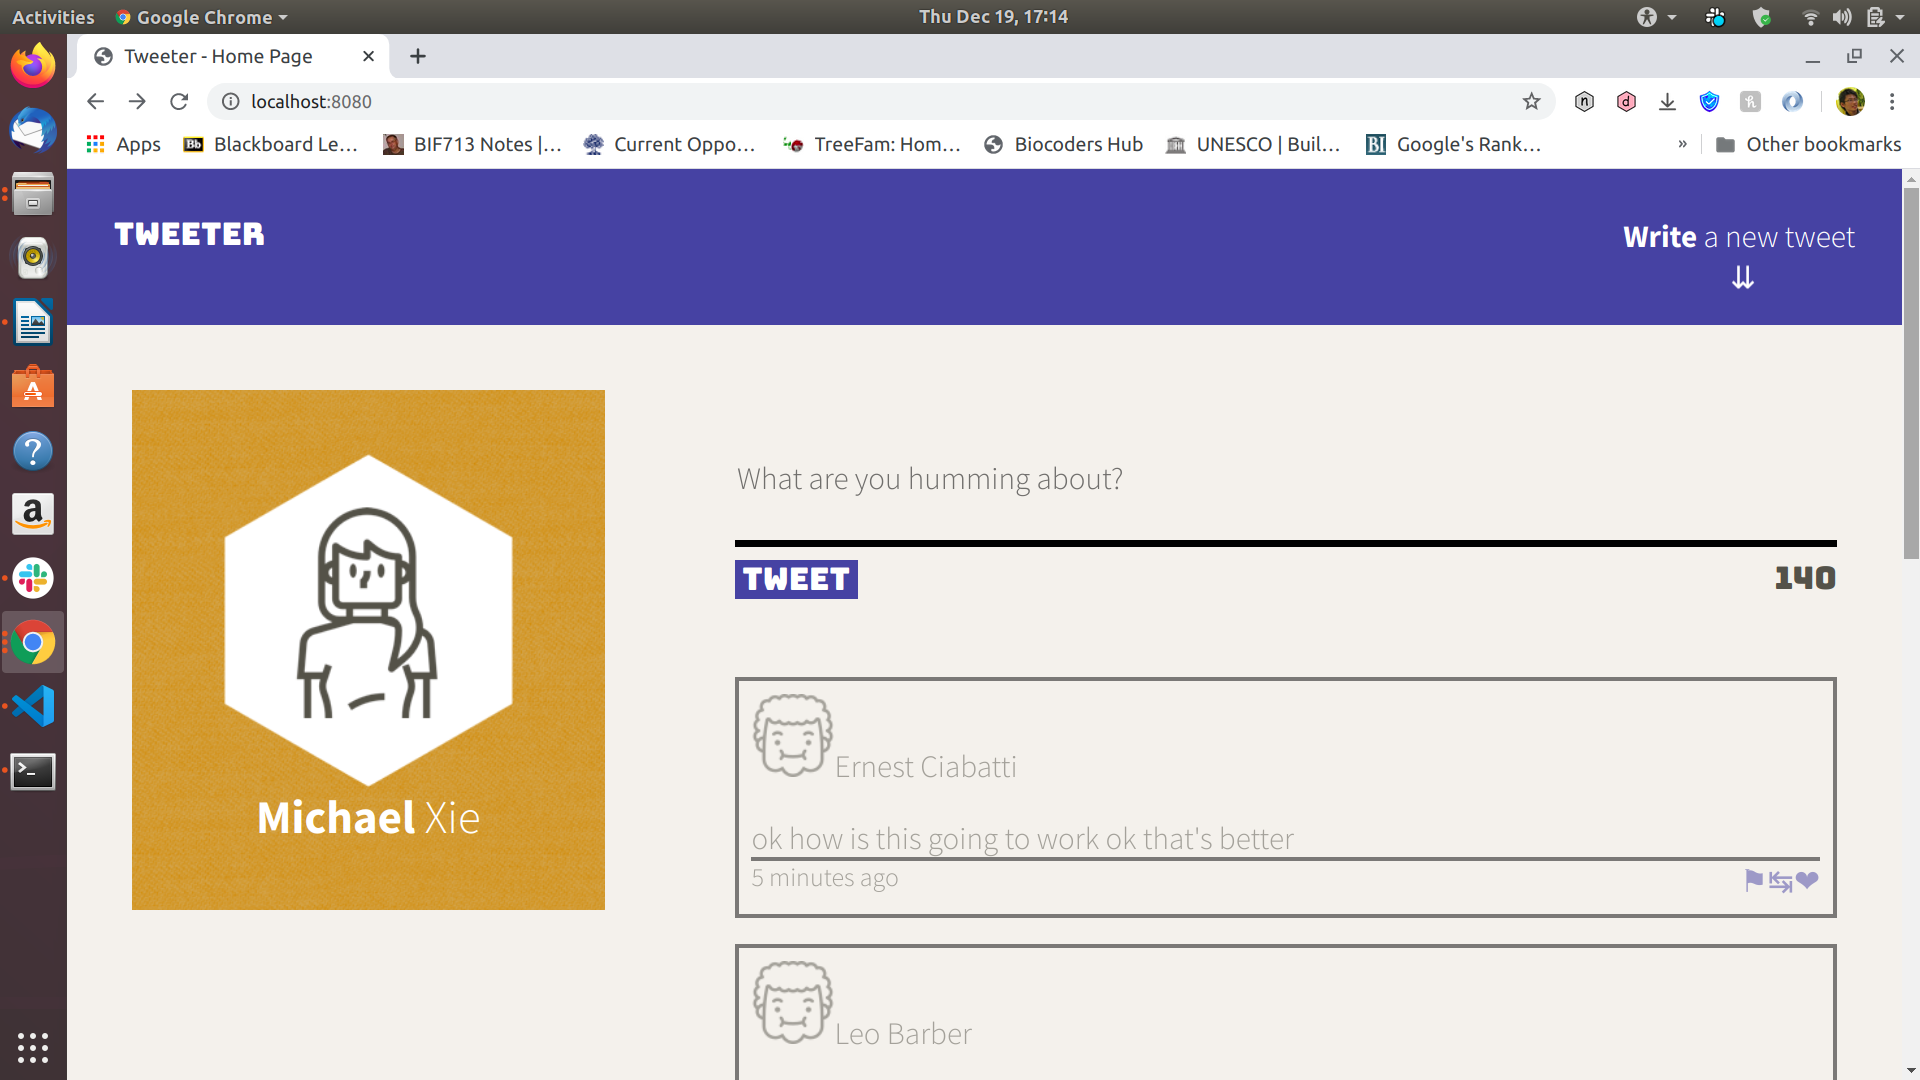 Activities
Google Chrome
Thu Dec 19, 17:14
Tweeter - Home Page
localhost:8080
Apps
Blackboard Le...
BIF713 Notes |...
Current Oppo...
TreeFam: Hom...
Biocoders Hub
UNESCO | Buil...
Google's Rank...
»
Other bookmarks
TWEETER
Write a new tweet
What are you humming about?
TWEET
140
Michael Xie
Ernest Ciabatti
ok how is this going to work ok that's better
5 minutes ago
Leo Barber